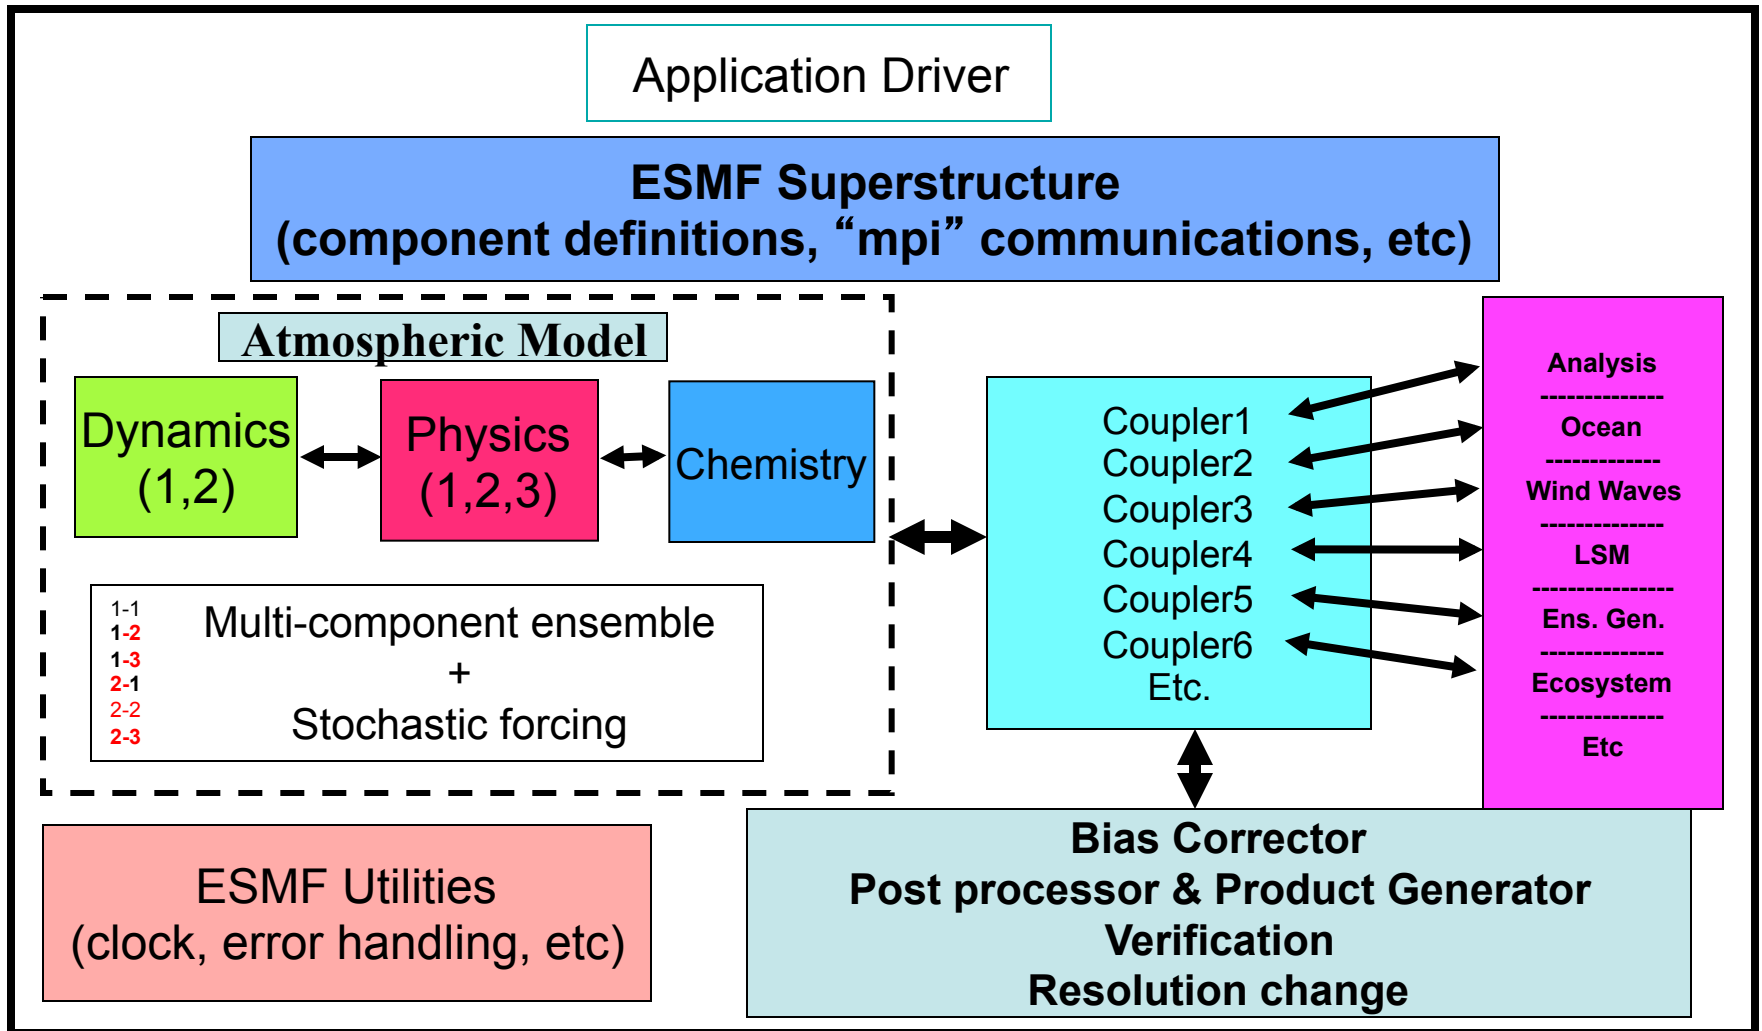 Application Driver
ESMF Superstructure
(component definitions, “mpi” communications, etc)
Atmospheric Model
Dynamics
(1,2)
Physics
(1,2,3)
Chemistry
1-1
1-2
1-3
2-1
2-2
2-3
Multi-component ensemble
+
Stochastic forcing
Coupler1
Coupler2
Coupler3
Coupler4
Coupler5
Coupler6
Etc.
Analysis
--------------
Ocean
-------------
Wind Waves
--------------
LSM
----------------
Ens. Gen.
--------------
Ecosystem
--------------
Etc
ESMF Utilities
(clock, error handling, etc)
Bias Corrector
Post processor & Product Generator
Verification
Resolution change